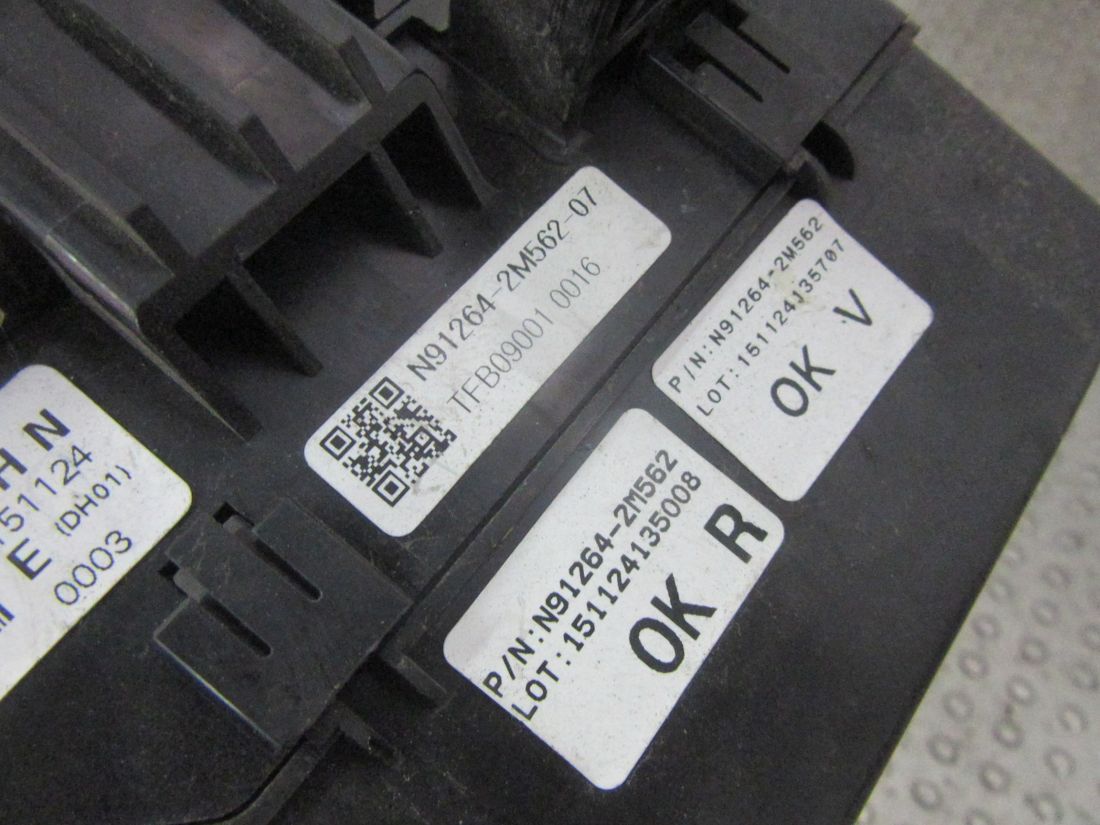 N91264-2M562-07
TFB09001 0016
P/N:N91264-2M562
LOT:151124135707
OK V
P/N:N91264-2M562
LOT:151124135008
OK R
H N
151124
E (DH01)
0003